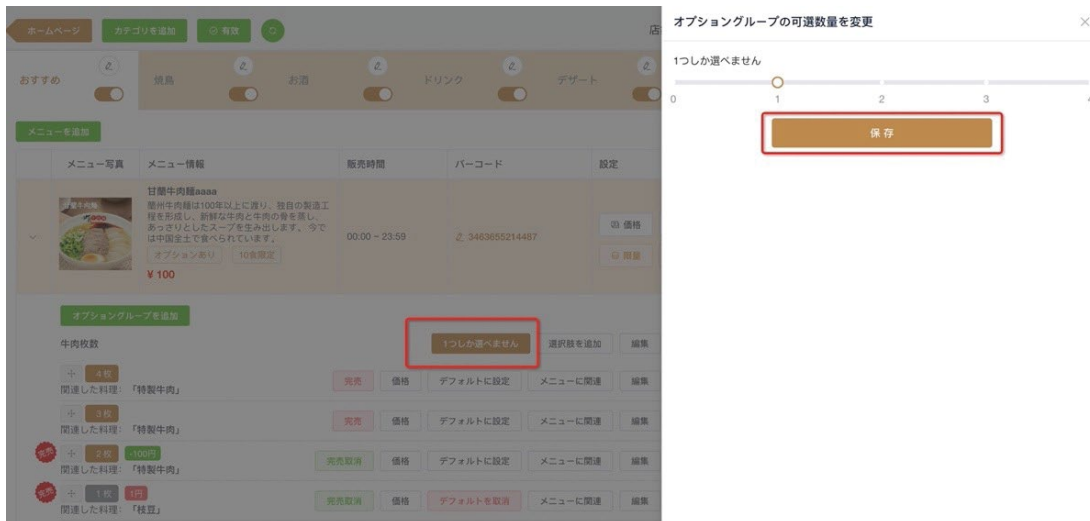 ホームページ
カテゴリを追加
有効
店
おすすめ
焼鳥
お酒
ドリンク
デザート
メニューを追加
メニュー写真 メニュー情報 販売時間 バーコード 設定
甘蘭牛肉麺aaaa
蘭州牛肉麺は100年以上に渡り、独自の製造工
程を形成し、新鮮な牛肉と牛肉の骨を蒸し、
あっさりとしたスープを生み出します。今で
は中国全土で食べられています。
オプションあり 10食限定
¥ 100
00:00 ~ 23:59
3463655214487
価格
限量
オプショングループを追加
牛肉枚数 1つしか選べません 選択肢を追加 編集
4枚 完売 価格 デフォルトに設定 メニューに関連 編集
関連した料理: 「特製牛肉」
3枚 完売 価格 デフォルトに設定 メニューに関連 編集
関連した料理: 「特製牛肉」
完売 2枚 -100円 完売取消 価格 デフォルトに設定 メニューに関連 編集
関連した料理: 「特製牛肉」
完売 1枚 1円 完売取消 価格 デフォルトを取消 メニューに関連 編集
関連した料理: 「枝豆」
オプショングループの可選数量を変更
1つしか選べません
0 1 2 3 4
保存